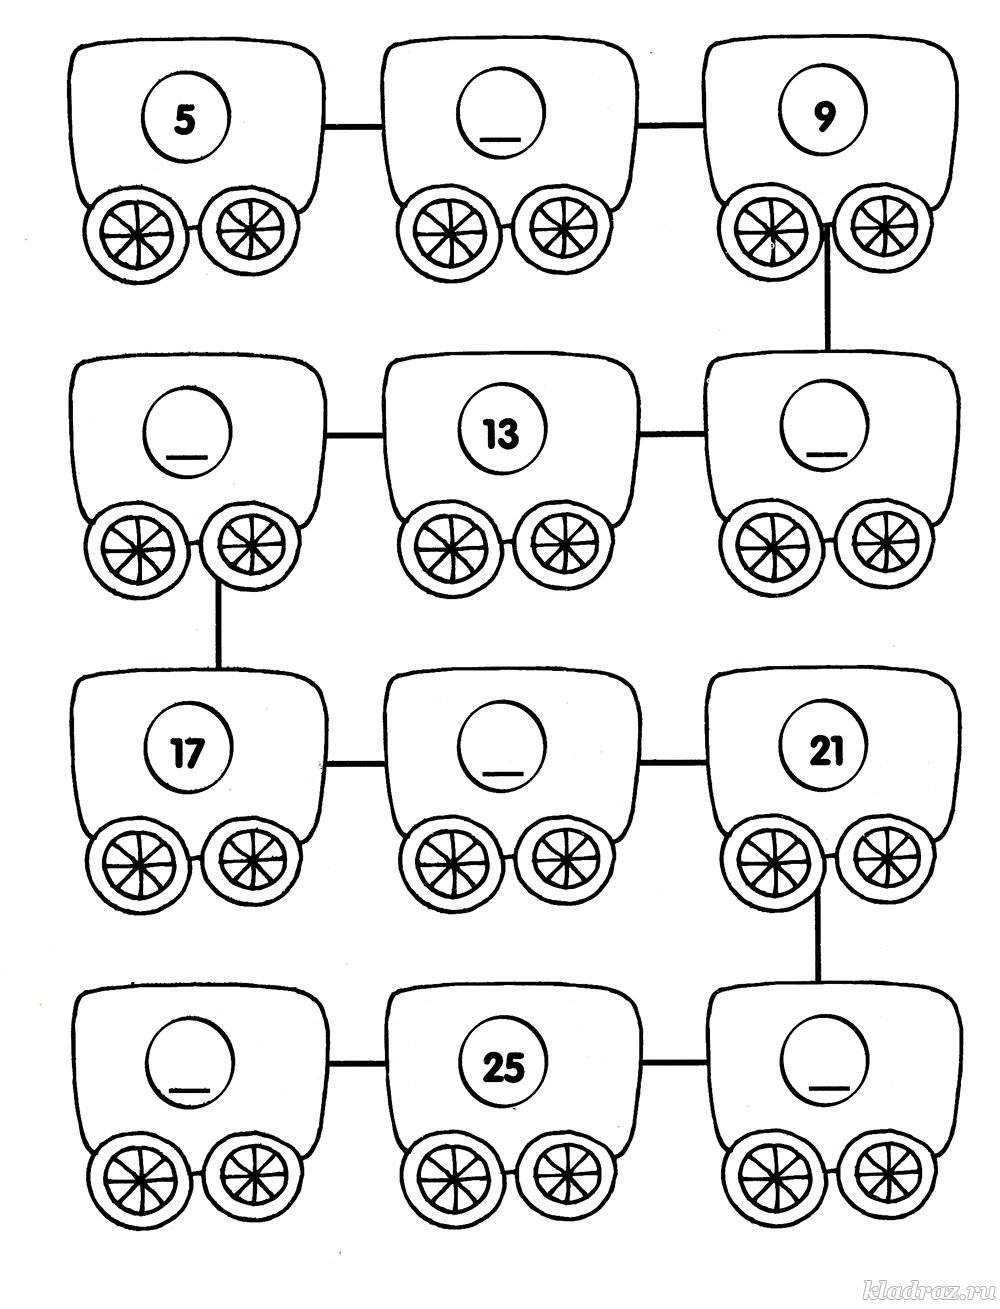 5 _ 9
_ 13 _
17 _ 21
_ 25 _
kladraz.ru